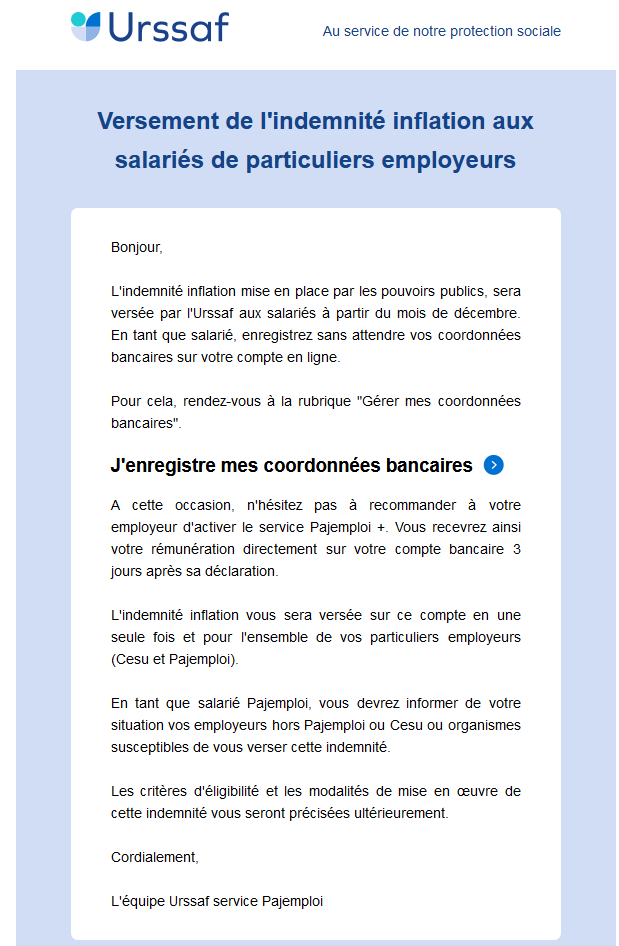 Urssaf
Au service de notre protection sociale
Versement de l'indemnité inflation aux
salariés de particuliers employeurs
Bonjour,
L'indemnité inflation mise en place par les pouvoirs publics, sera
versée par l'Urssaf aux salariés à partir du mois de décembre.
En tant que salarié, enregistrez sans attendre vos coordonnées
bancaires sur votre compte en ligne.
Pour cela, rendez-vous à la rubrique "Gérer mes coordonnées
bancaires".
J'enregistre mes coordonnées bancaires
A cette occasion, n'hésitez pas à recommander à votre
employeur d'activer le service Pajemploi +. Vous recevrez ainsi
votre rémunération directement sur votre compte bancaire 3
jours après sa déclaration.
L'indemnité inflation vous sera versée sur ce compte en une
seule fois et pour l'ensemble de vos particuliers employeurs
(Cesu et Pajemploi).
En tant que salarié Pajemploi, vous devrez informer de votre
situation vos employeurs hors Pajemploi ou Cesu ou organismes
susceptibles de vous verser cette indemnité.
Les critères d'éligibilité et les modalités de mise en œuvre de
cette indemnité vous seront précisées ultérieurement.
Cordialement,
L'équipe Urssaf service Pajemploi